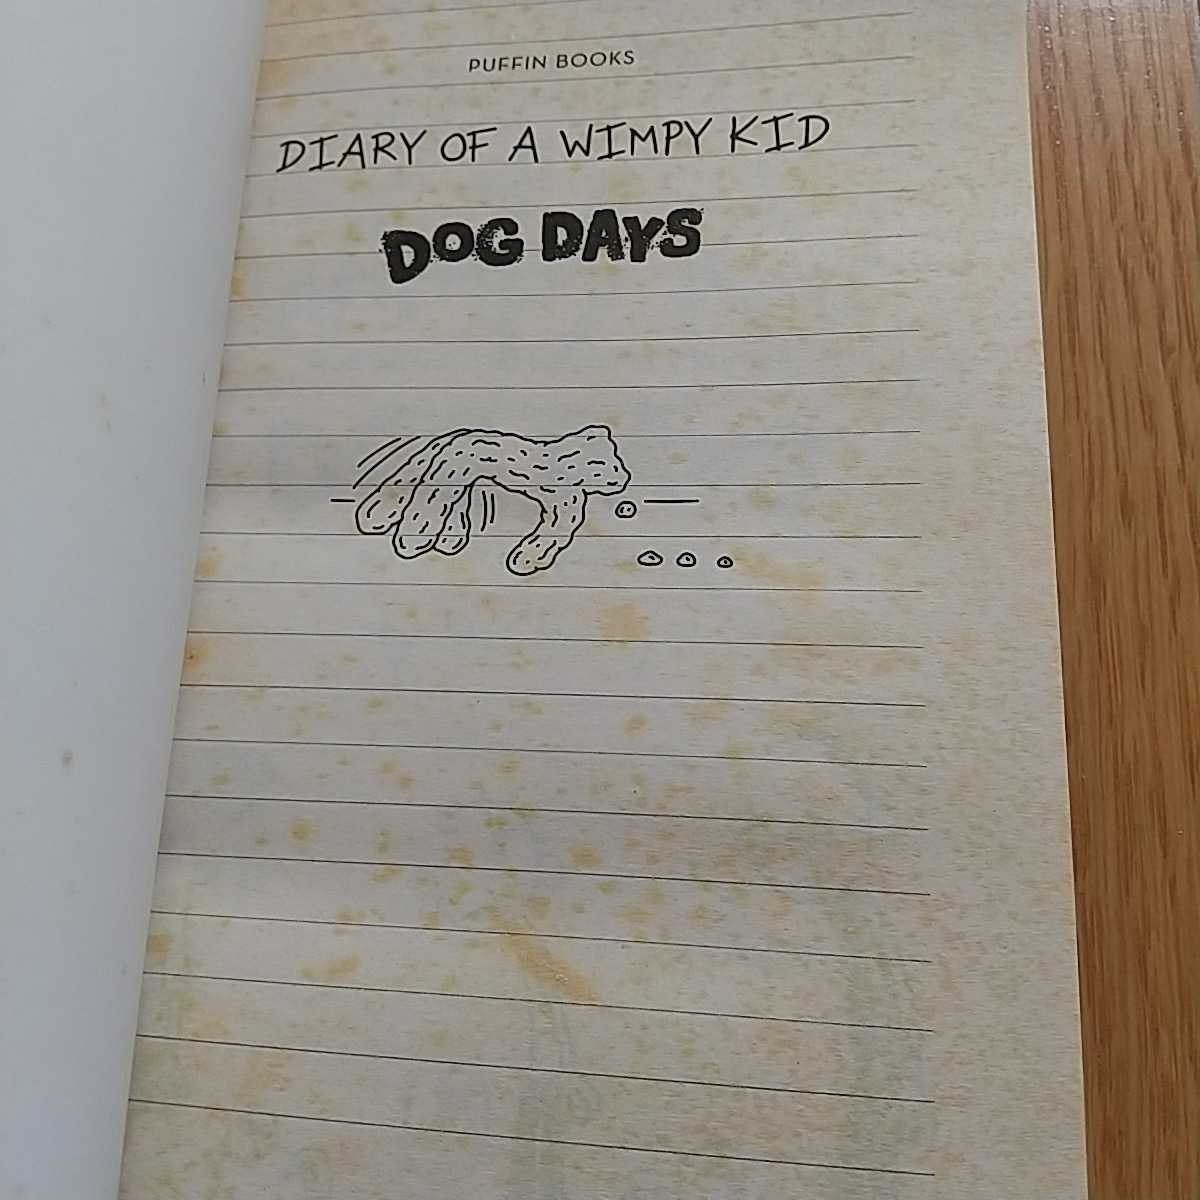 PUFFIN BOOKS
DIARY OF A WIMPY KID
DOG DAYS